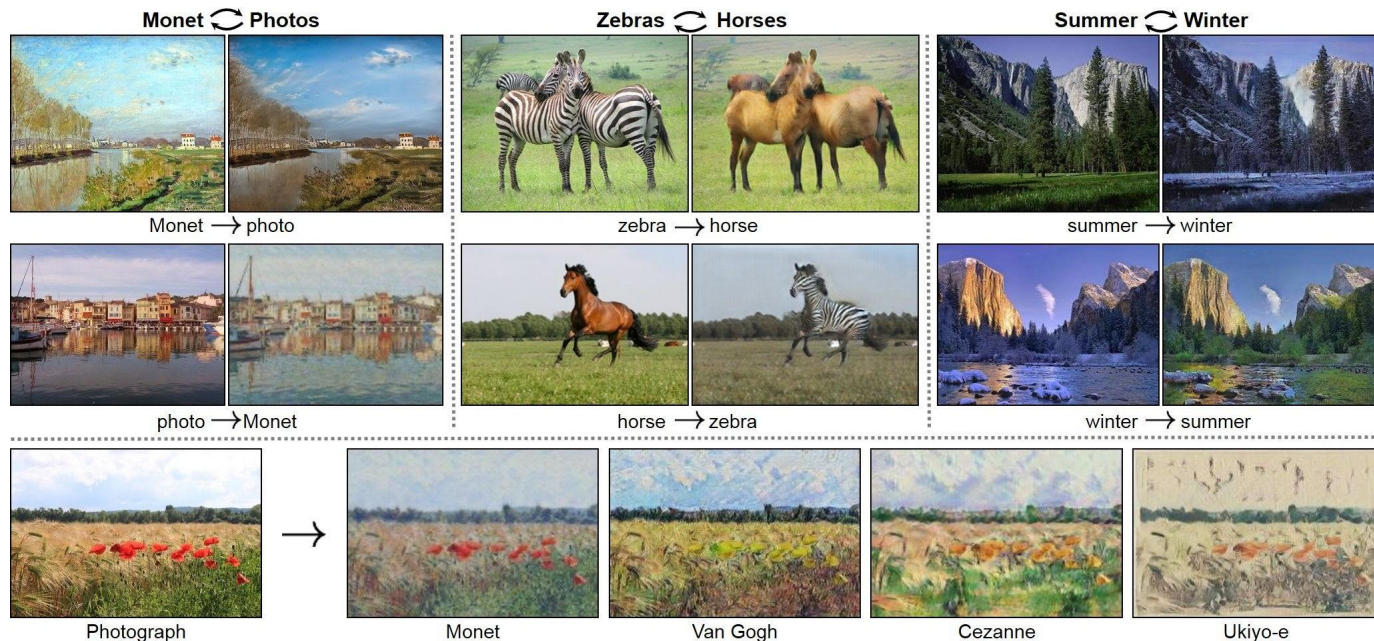 Monet Photos
Zebras Horses
Summer Winter
Monet → photo
zebra → horse
summer → winter
photo → Monet
horse → zebra
winter → summer
→
Photograph
Monet
Van Gogh
Cezanne
Ukiyo-e